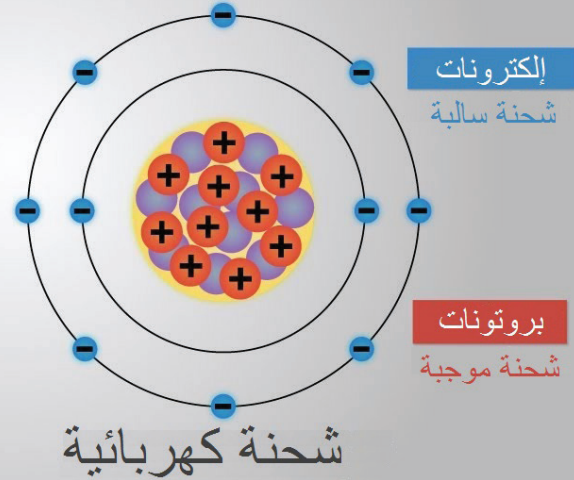 إلكترونات
شحنة سالبة
بروتونات
شحنة موجبة
شحنة كهربائية